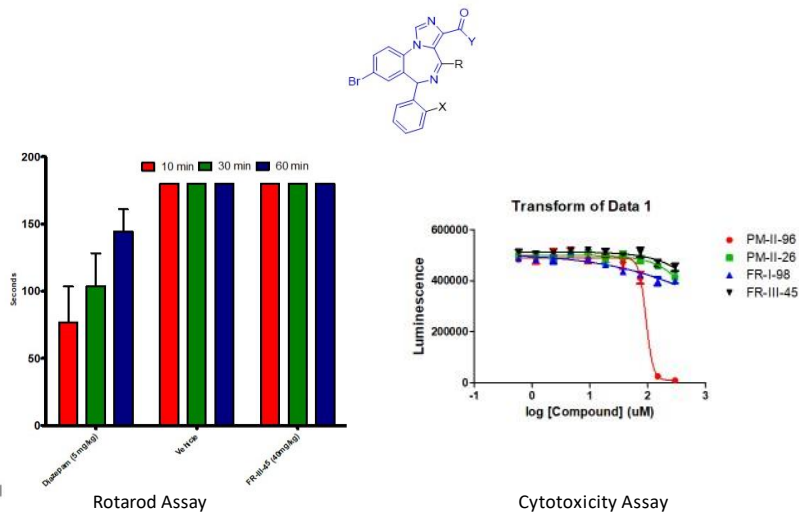 N
N
O
Y
R
N
Br
X
200
150
100
50
0
Seconds
10 min 30 min 60 min
Diazepam (5 mg/kg)
Vehicle
FR-III-45 (40mg/kg)
Rotarod Assay
Transform of Data 1
600000
400000
200000
0
Luminescence
-1 0 1 2 3
log [Compound] (uM)
PM-II-96
PM-II-26
FR-I-98
FR-III-45
Cytotoxicity Assay